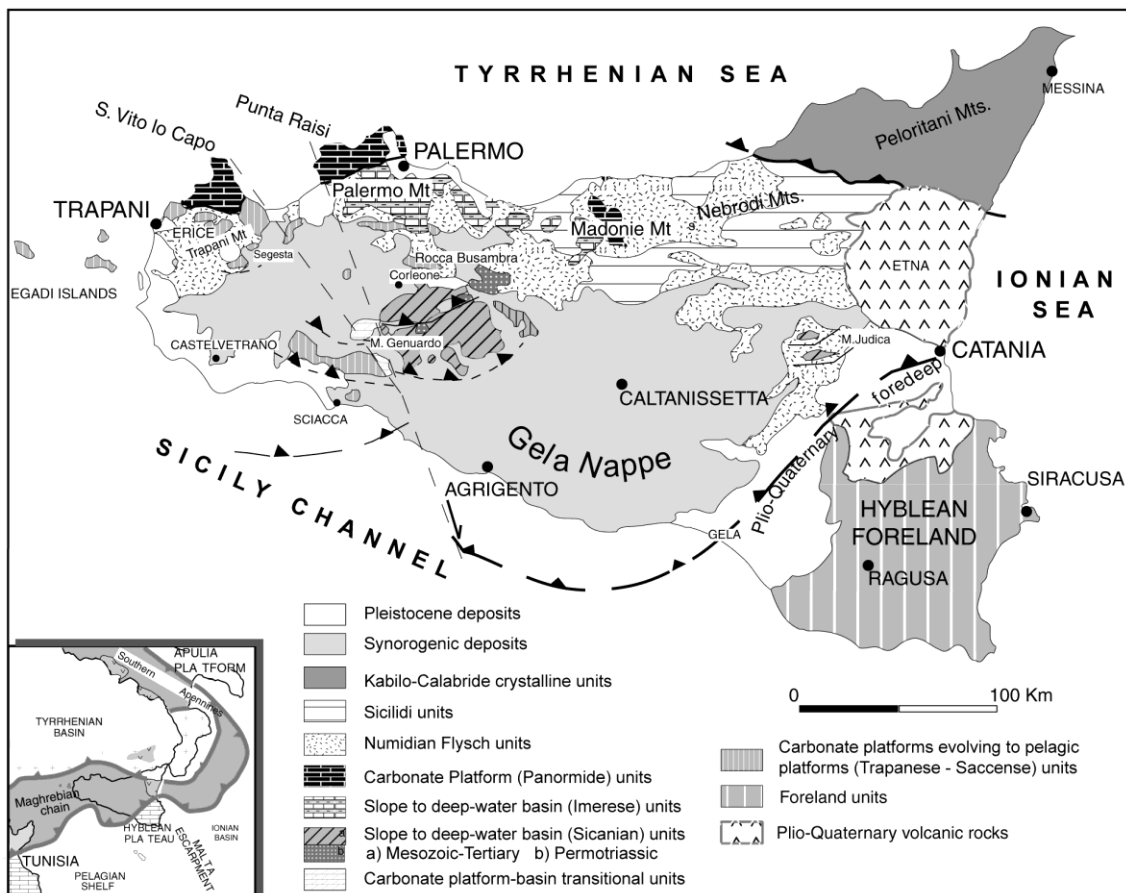 TYRRHENIAN SEA
MESSINA
Peloritani Mts.
S. Vito lo Capo
Punta Raisi
PALERMO
Palermo Mt
TRAPANI
ERICE
Trapani Mt
Segesta
Nebrodi Mts.
s.
Madonie Mt
Rocca Busambra
Corleone
ETNA
EGADI ISLANDS
IONIAN
SEA
CASTELVETRANO
M. Genuardo
M.Judica
CATANIA
SCIACCA
CALTANISSETTA
Plio-Quaternary foredeep
Gela Nappe
SICILY CHANNEL
AGRIGENTO
GELA
SIRACUSA
HYBLEAN
FORELAND
RAGUSA
Pleistocene deposits
Synorogenic deposits
Kabilo-Calabride crystalline units
Sicilidi units
Numidian Flysch units
Carbonate Platform (Panormide) units
Slope to deep-water basin (Imerese) units
a
Slope to deep-water basin (Sicanian) units
b
a) Mesozoic-Tertiary b) Permotriassic
Carbonate platform-basin transitional units
0 100 Km
Carbonate platforms evolving to pelagic
platforms (Trapanese - Saccense) units
Foreland units
Plio-Quaternary volcanic rocks
APULIA
PLA TFORM
Southern
Apennines
TYRRHENIAN
BASIN
Maghrebian
chain
HYBLEAN
PLA TEAU
IONIAN
BASIN
MAL TA
ESCARPMENT
TUNISIA
PELAGIAN
SHELF